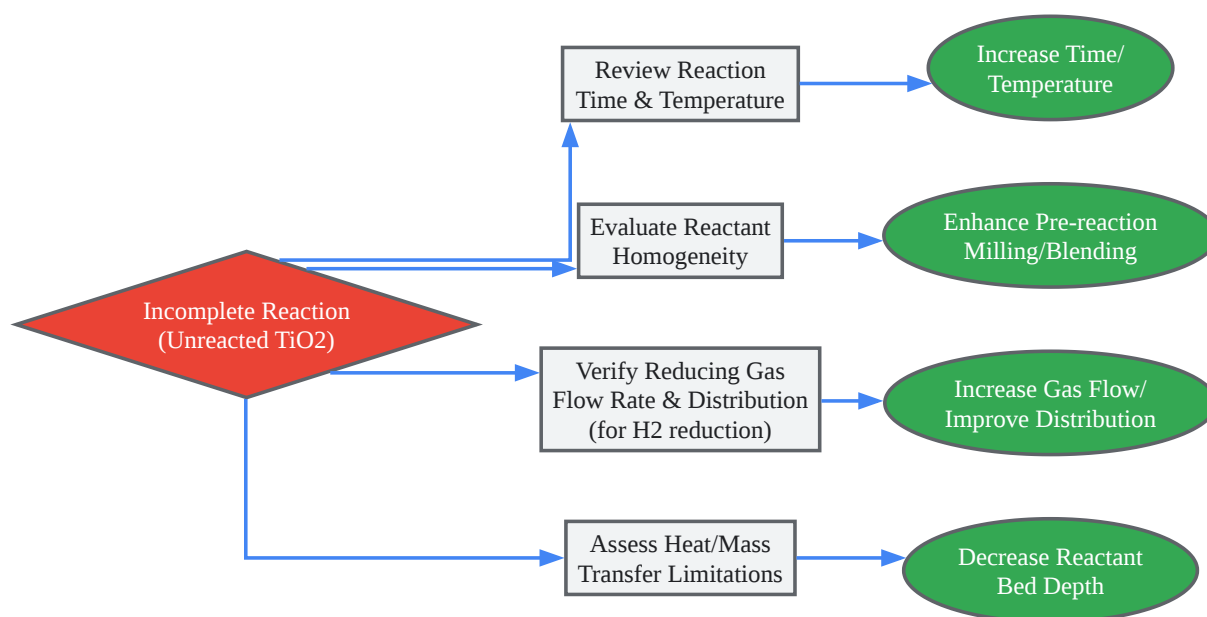 Incomplete Reaction
(Unreacted TiO2)
Review Reaction
Time & Temperature
Increase Time/
Temperature
Evaluate Reactant
Homogeneity
Enhance Pre-reaction
Milling/Blending
Verify Reducing Gas
Flow Rate & Distribution
(for H2 reduction)
Increase Gas Flow/
Improve Distribution
Assess Heat/Mass
Transfer Limitations
Decrease Reactant
Bed Depth